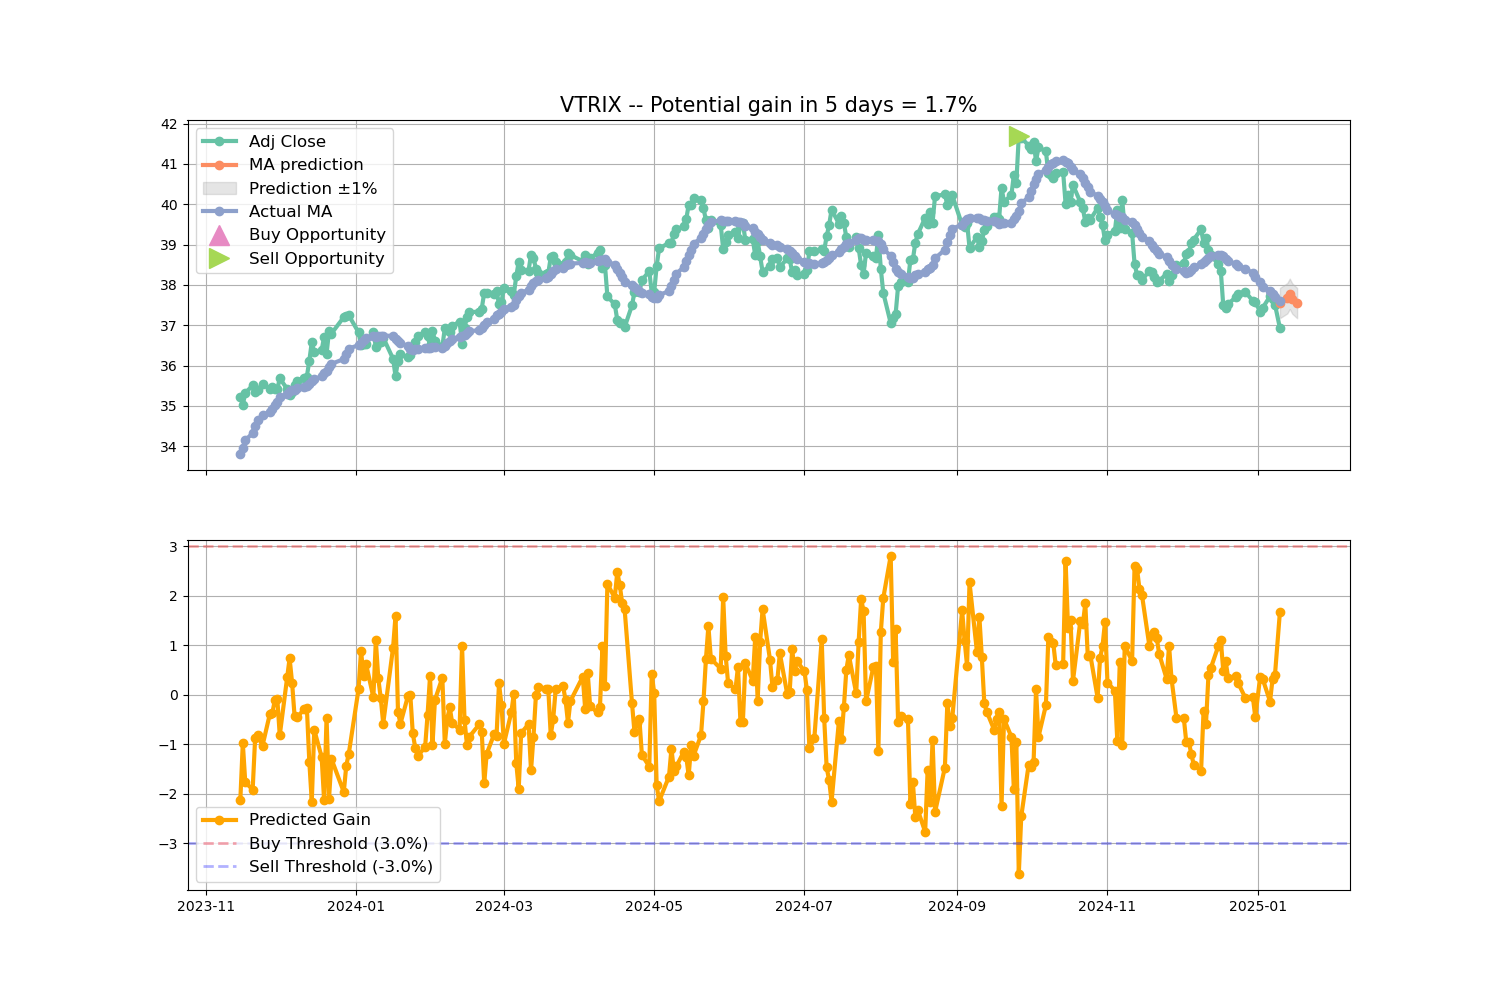 VTRIX -- Potential gain in 5 days = 1.7%
42
41
40
39
38
37
36
35
34
Adj Close
MA prediction
Prediction ±1%
Actual MA
Buy Opportunity
Sell Opportunity
3
2
1
0
−1
−2
−3
Predicted Gain
Buy Threshold (3.0%)
Sell Threshold (-3.0%)
2023-11
2024-01
2024-03
2024-05
2024-07
2024-09
2024-11
2025-01